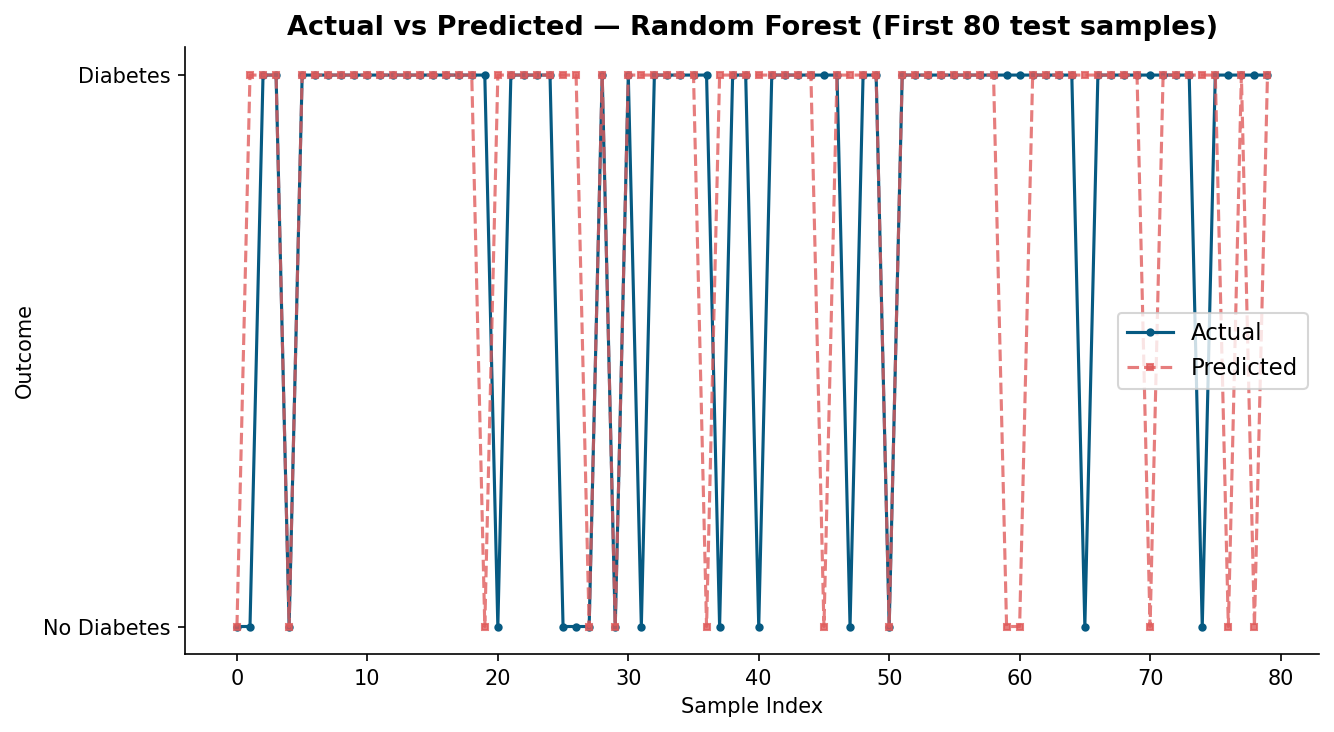 Actual vs Predicted — Random Forest (First 80 test samples)
Diabetes
No Diabetes
Outcome
Actual
Predicted
0 10 20 30 40 50 60 70 80
Sample Index